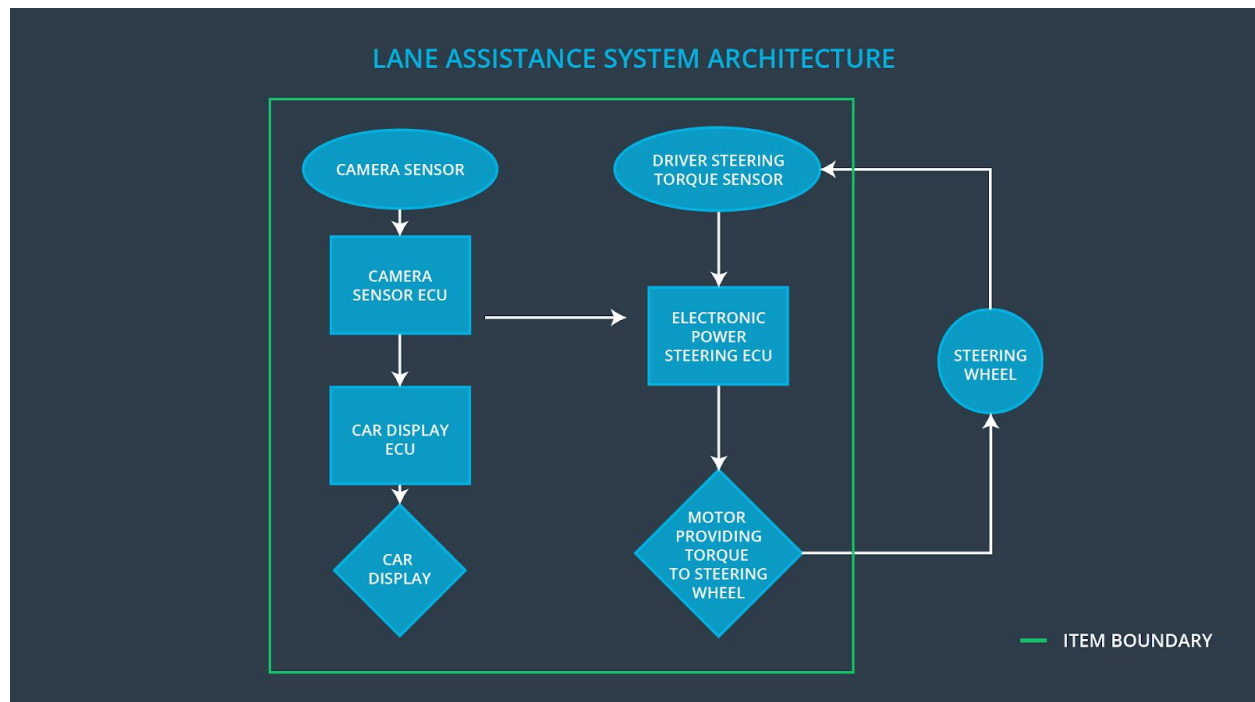 LANE ASSISTANCE SYSTEM ARCHITECTURE
CAMERA SENSOR
CAMERA
SENSOR ECU
CAR DISPLAY
ECU
CAR
DISPLAY
DRIVER STEERING
TORQUE SENSOR
ELECTRONIC
POWER
STEERING ECU
MOTOR
PROVIDING
TORQUE
TO STEERING
WHEEL
STEERING
WHEEL
ITEM BOUNDARY